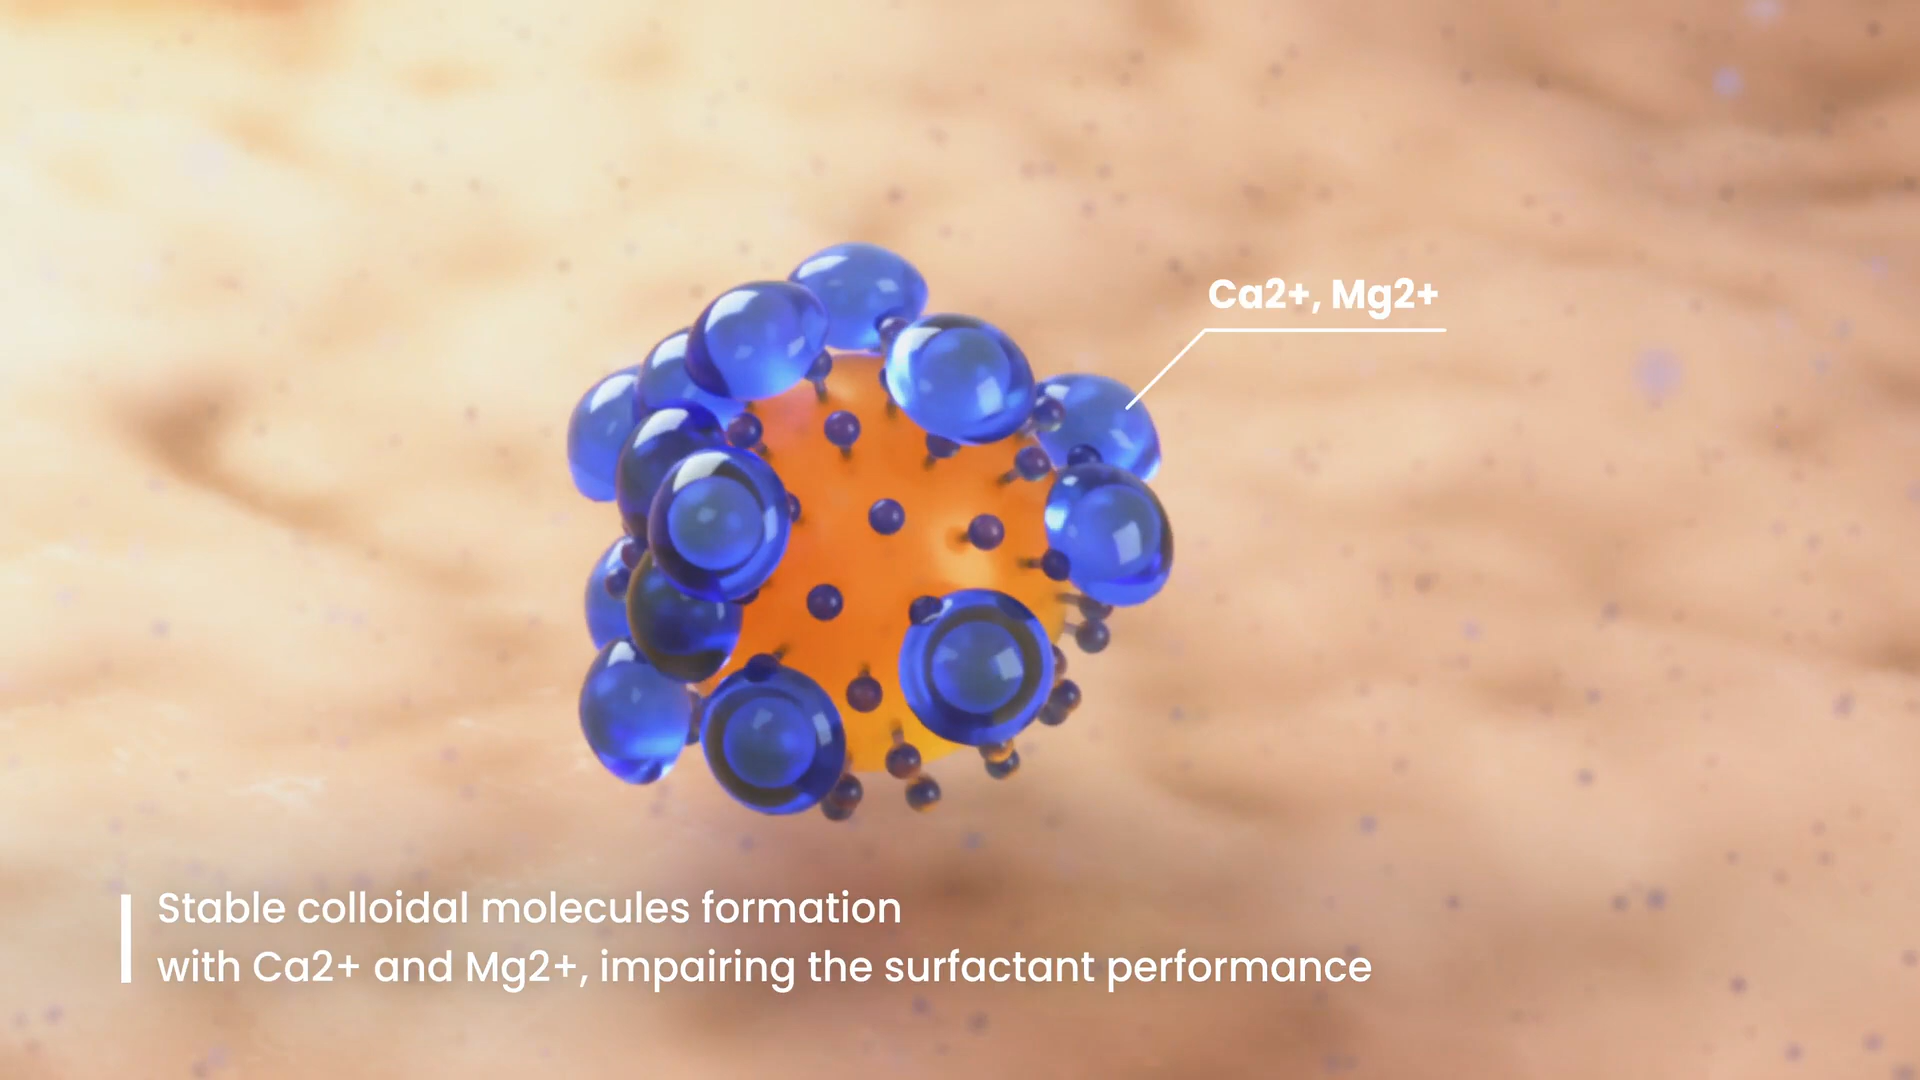 Ca2+, Mg2+
Stable colloidal molecules formation
with Ca2+ and Mg2+, impairing the surfactant performance